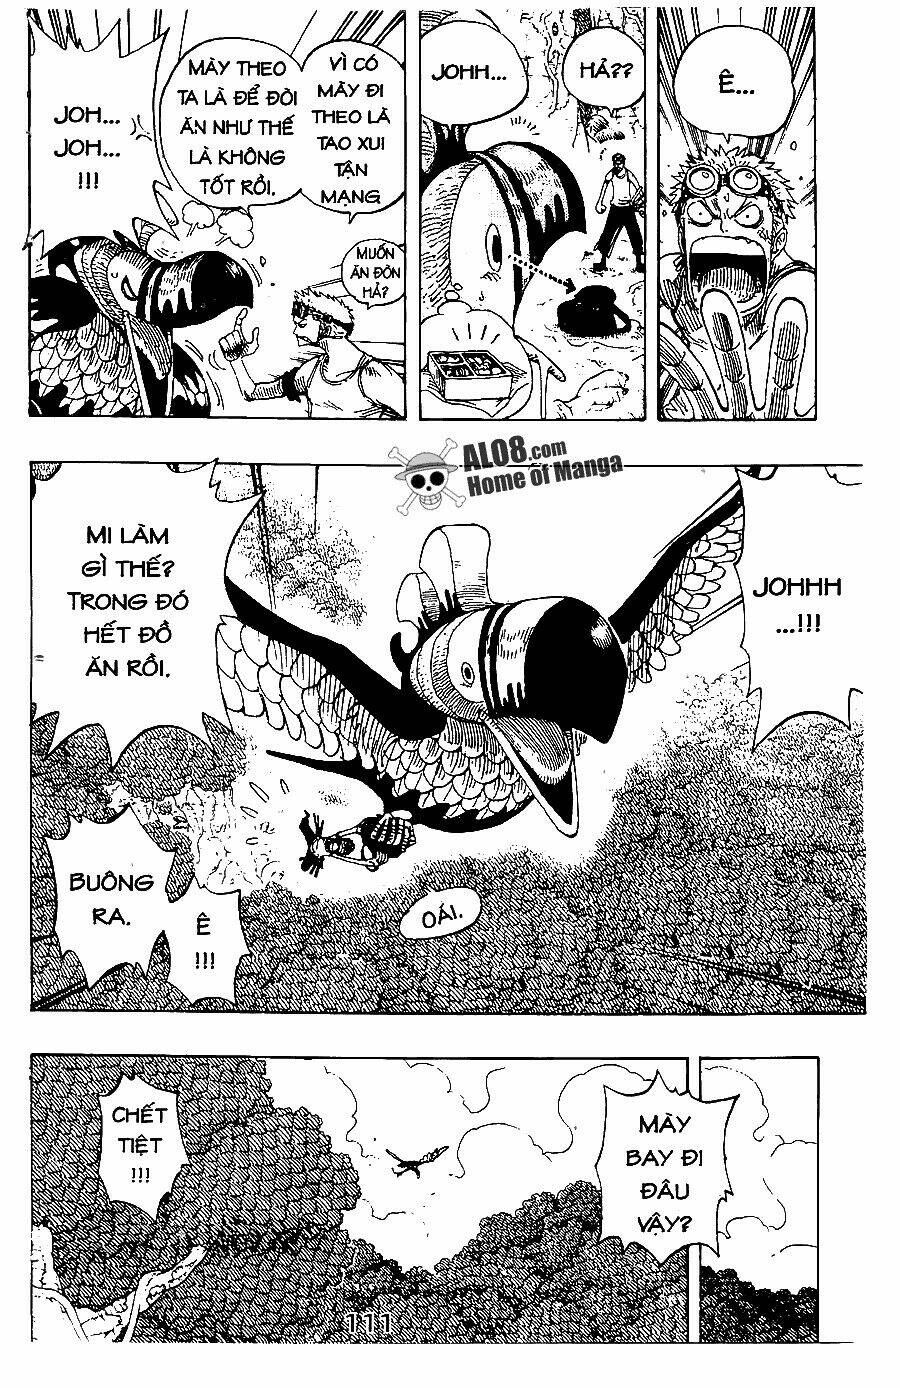 Ê...
HẢ??
JOHH...
VÌ CÓ
MÀY ĐI
THEO LÀ
TAO XUI
TẬN
MẠNG
MÀY THEO
TA LÀ ĐỂ ĐÒI
ĂN NHƯ THẾ
LÀ KHÔNG
TỐT RỒI.
MUỐN
ĂN ĐÒN
HẢ?
JOH...
JOH...
!!!
AL08.com
Home of Manga
JOHHH
...!!!
MI LÀM
GÌ THẾ?
TRONG ĐÓ
HẾT ĐỒ
ĂN RỒI.
OÁI.
Ê
!!!
BUÔNG
RA.
MÀY
BAY ĐI
ĐÂU
VẬY?
CHẾT
TIỆT
!!!
111